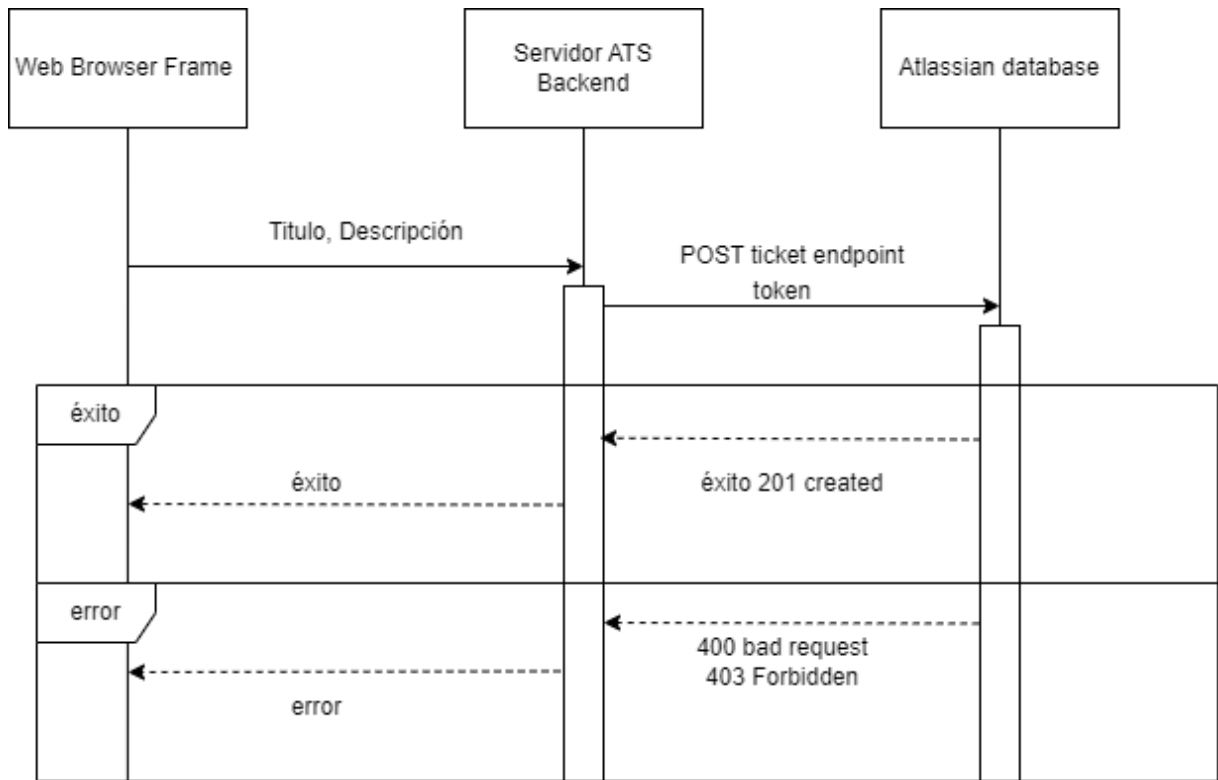 Web Browser Frame
Servidor ATS
Backend
Atlassian database
Titulo, Descripción
POST ticket endpoint
token
éxito
éxito 201 created
éxito
error
400 bad request
403 Forbidden
error